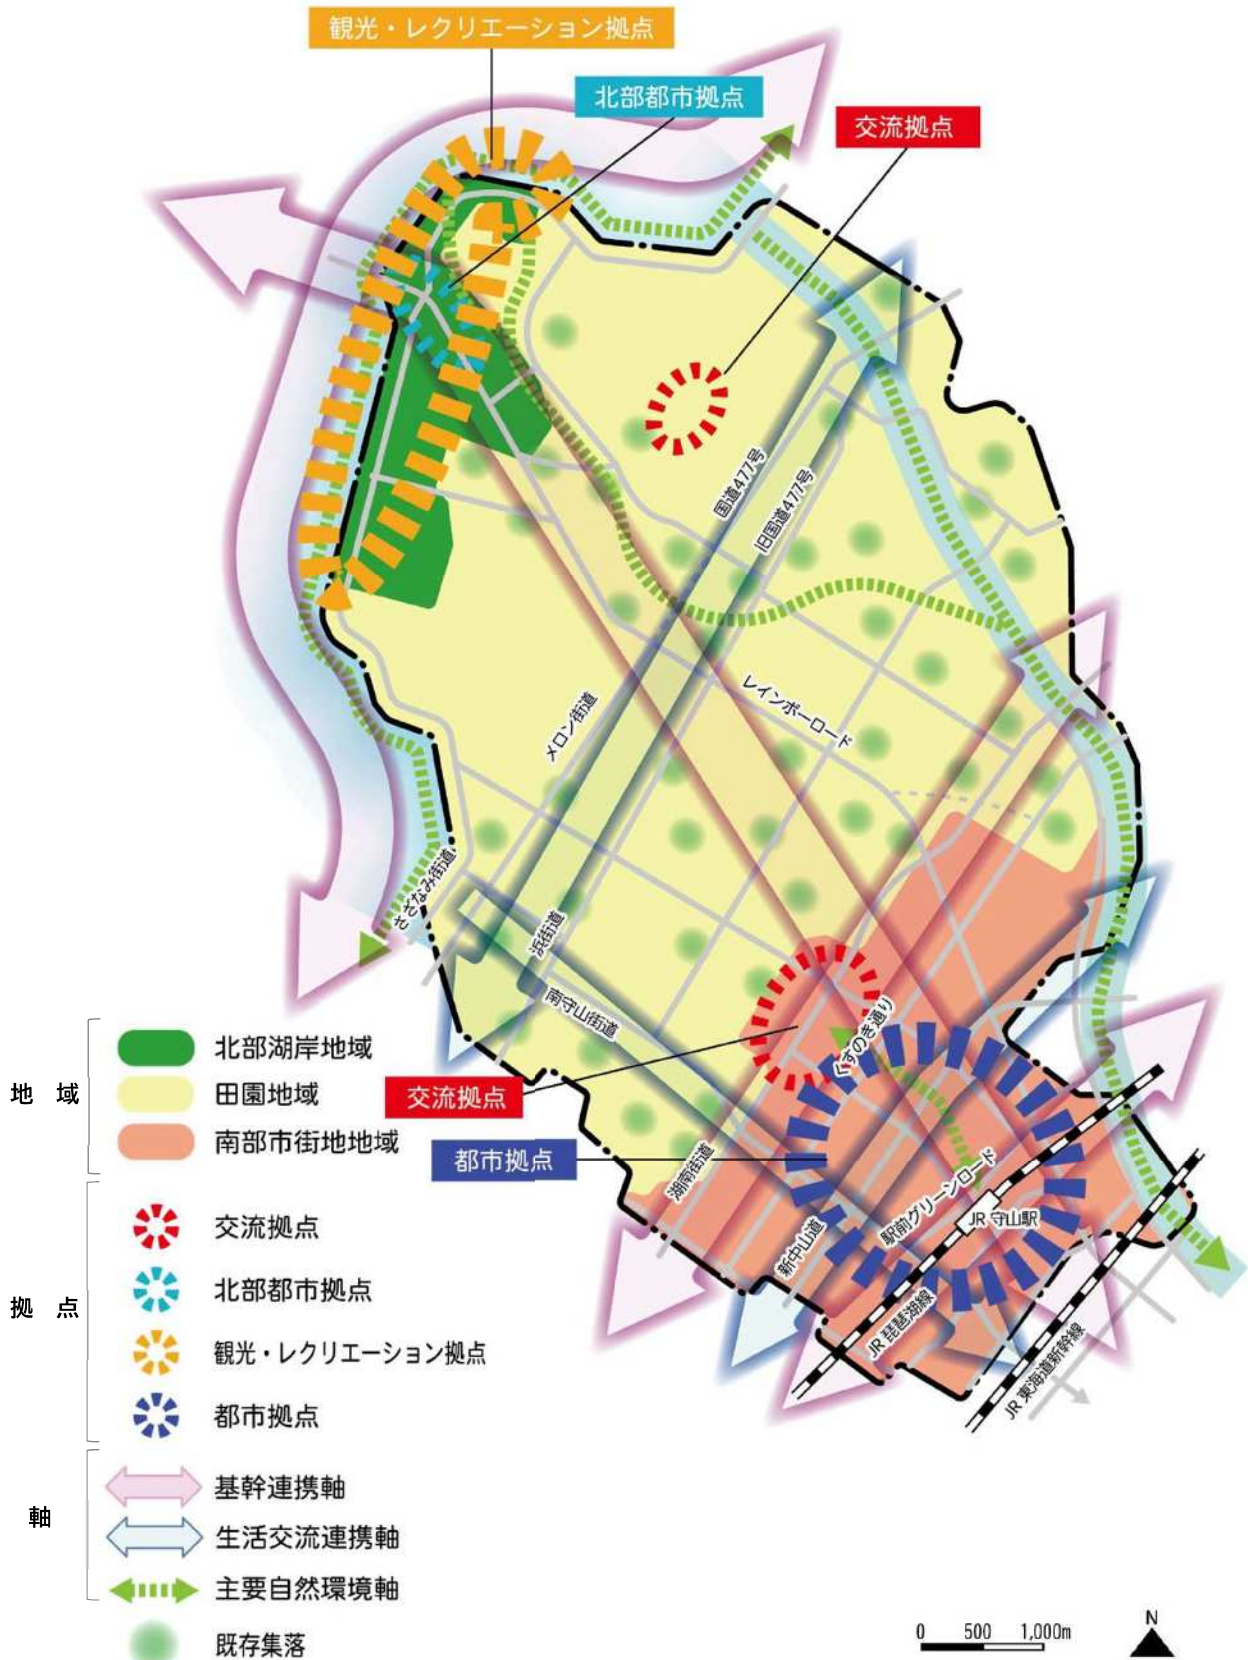 観光・レクリエーション拠点
北部都市拠点
交流拠点
国道477号
旧国道477号
レインボーロード
メロン街道
さざなみ街道
浜街道
南守山街道
くすのき通り
交流拠点
都市拠点
湖南街道
新中山道
駅前グリーンロード
JR 守山駅
JR 琵琶湖線
JR 東海道新幹線
地 域
北部湖岸地域
田園地域
南部市街地地域
拠 点
交流拠点
北部都市拠点
観光・レクリエーション拠点
都市拠点
軸
基幹連携軸
生活交流連携軸
主要自然環境軸
既存集落
0 500 1,000m
N